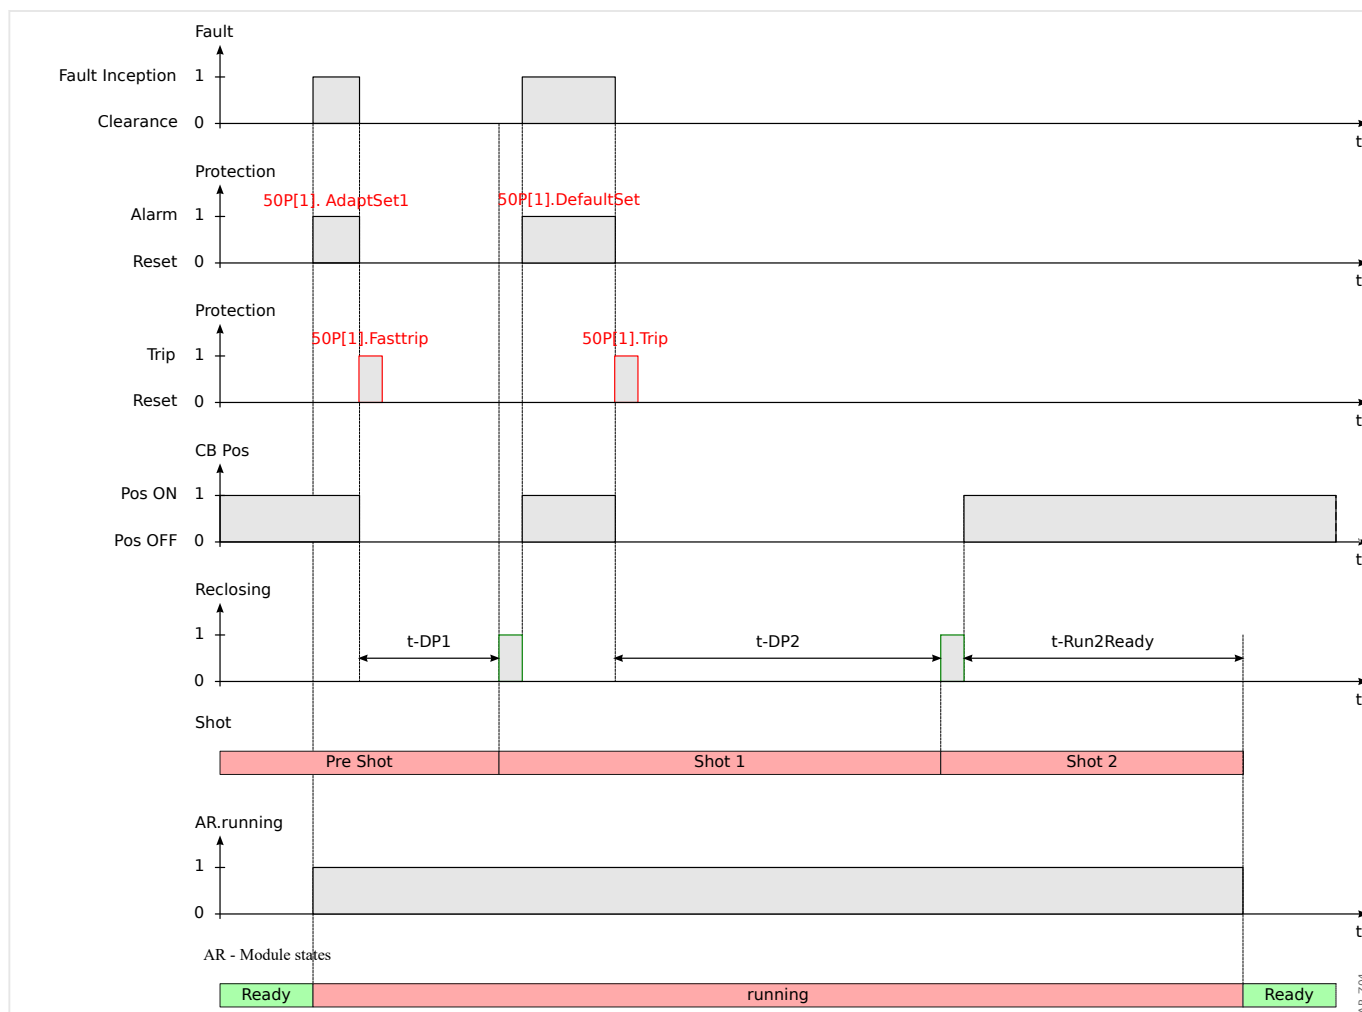 Fault
Fault Inception 1
Clearance 0
t
Protection
50P[1]. AdaptSet1 50P[1].DefaultSet
Alarm 1
Reset 0
t
Protection
50P[1].Fasttrip 50P[1].Trip
Trip 1
Reset 0
t
CB Pos
Pos ON 1
Pos OFF 0
t
Reclosing
1 t-DP1 t-DP2 t-Run2Ready
0
t
Shot
Pre Shot Shot 1 Shot 2
AR.running
1
0
t
AR - Module states
Ready running Ready